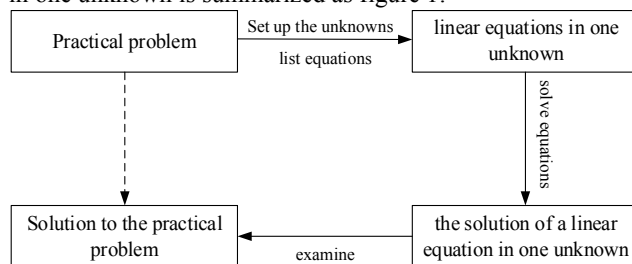 in one unknown is summarized as figure 1:
Practical problem
Set up the unknowns
list equations
linear equations in one
unknown
solve equations
Solution to the practical
problem
examine
the solution of a linear
equation in one unknown